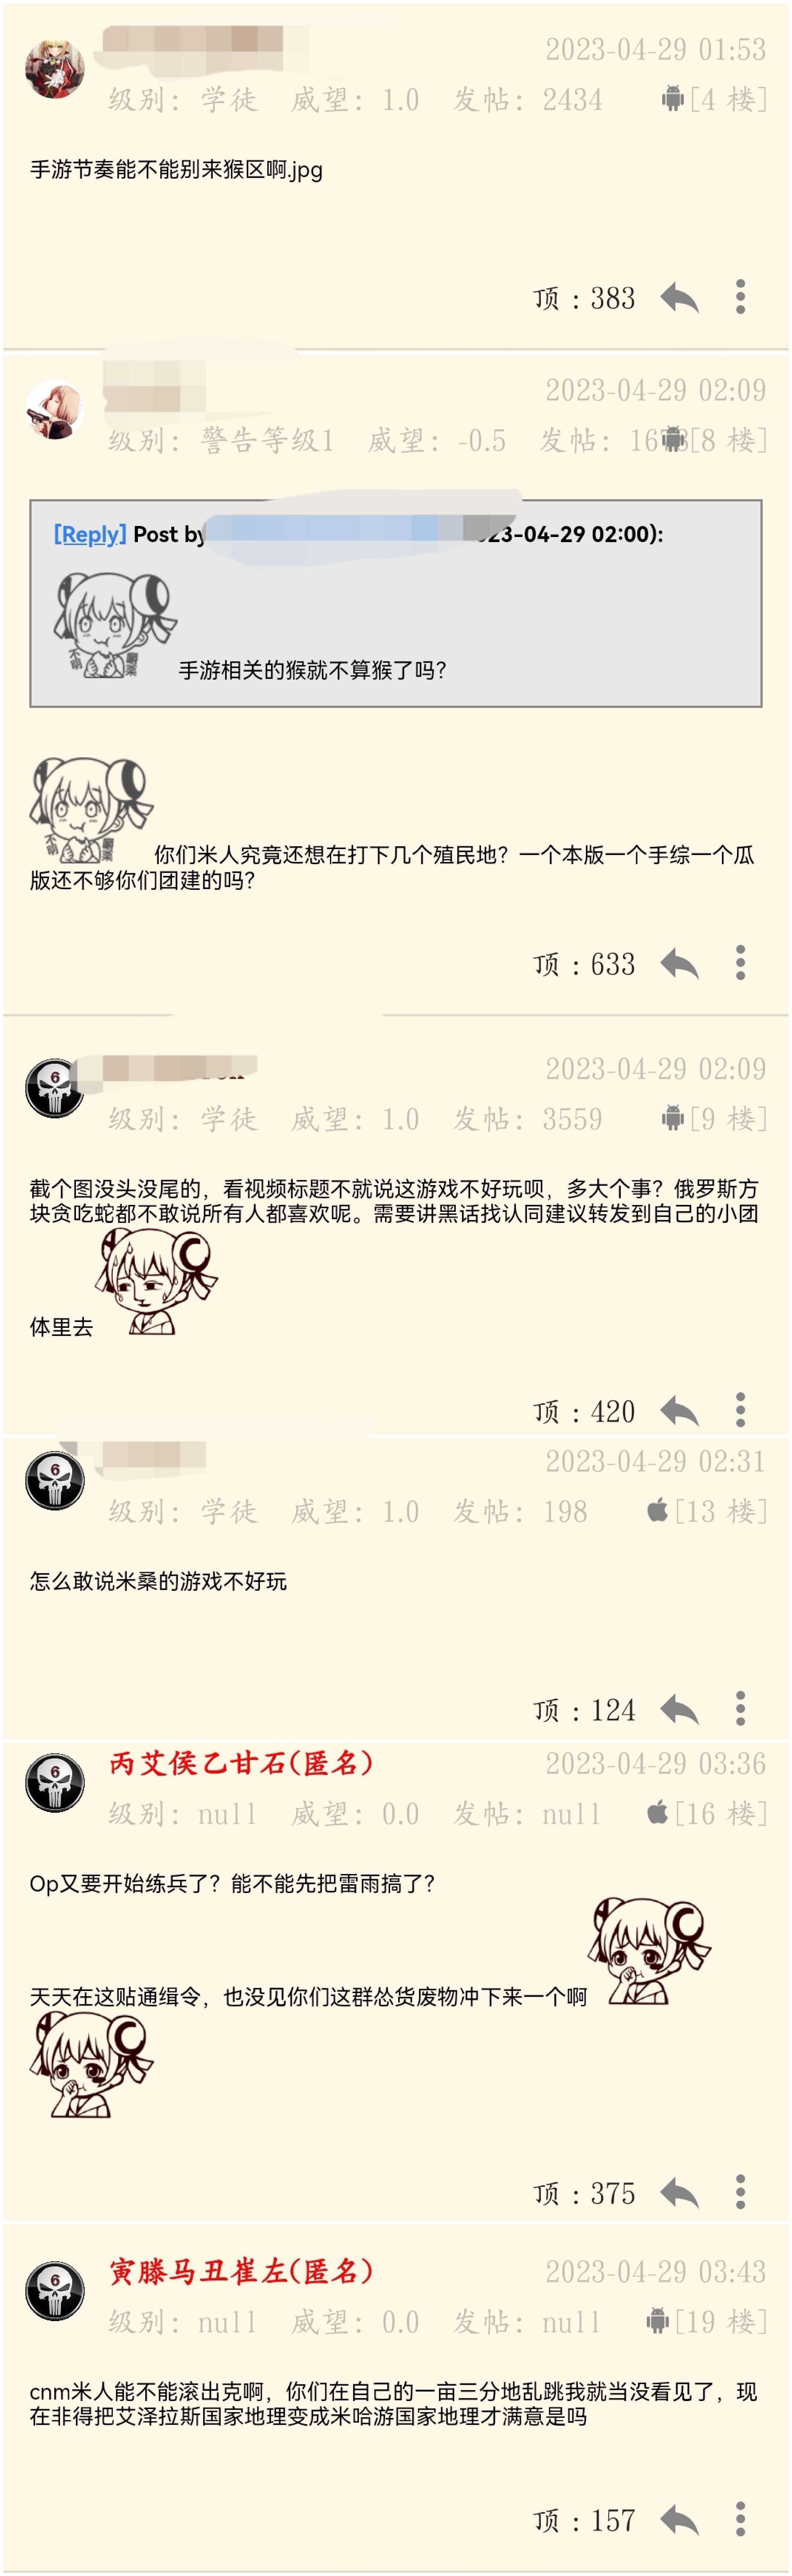 2023-04-29 01:53
级别：学徒 威望：1.0 发帖：2434 [4 楼]
手游节奏能不能别来猴区啊.jpg
顶：383
2023-04-29 02:09
级别：警告等级1 威望：-0.5 发帖： [8 楼]
[Reply] Post by 23-04-29 02:00):
不明 嚼栗
手游相关的猴就不算猴了吗？
不明 嚼栗
你们米人究竟还想在打下几个殖民地？一个本版一个手综一个瓜
版还不够你们团建的吗？
顶：633
2023-04-29 02:09
级别：学徒 威望：1.0 发帖：3559 [9 楼]
截个图没头没尾的，看视频标题不就说这游戏不好玩呗，多大个事？俄罗斯方
块贪吃蛇都不敢说所有人都喜欢呢。需要讲黑话找认同建议转发到自己的小团
体里去
顶：420
6
2023-04-29 02:31
级别：学徒 威望：1.0 发帖：198 [13 楼]
怎么敢说米桑的游戏不好玩
顶：124
6
丙艾侯乙甘石(匿名) 2023-04-29 03:36
级别：null 威望：0.0 发帖：null [16 楼]
Op又要开始练兵了？能不能先把雷雨搞了？
天天在这贴通缉令，也没见你们这群怂货废物冲下来一个啊
顶：375
6
寅滕马丑崔左(匿名) 2023-04-29 03:43
级别：null 威望：0.0 发帖：null [19 楼]
cnm米人能不能滚出克啊，你们在自己的一亩三分地乱跳我就当没看见了，现
在非得把艾泽拉斯国家地理变成米哈游国家地理才满意是吗
顶：157